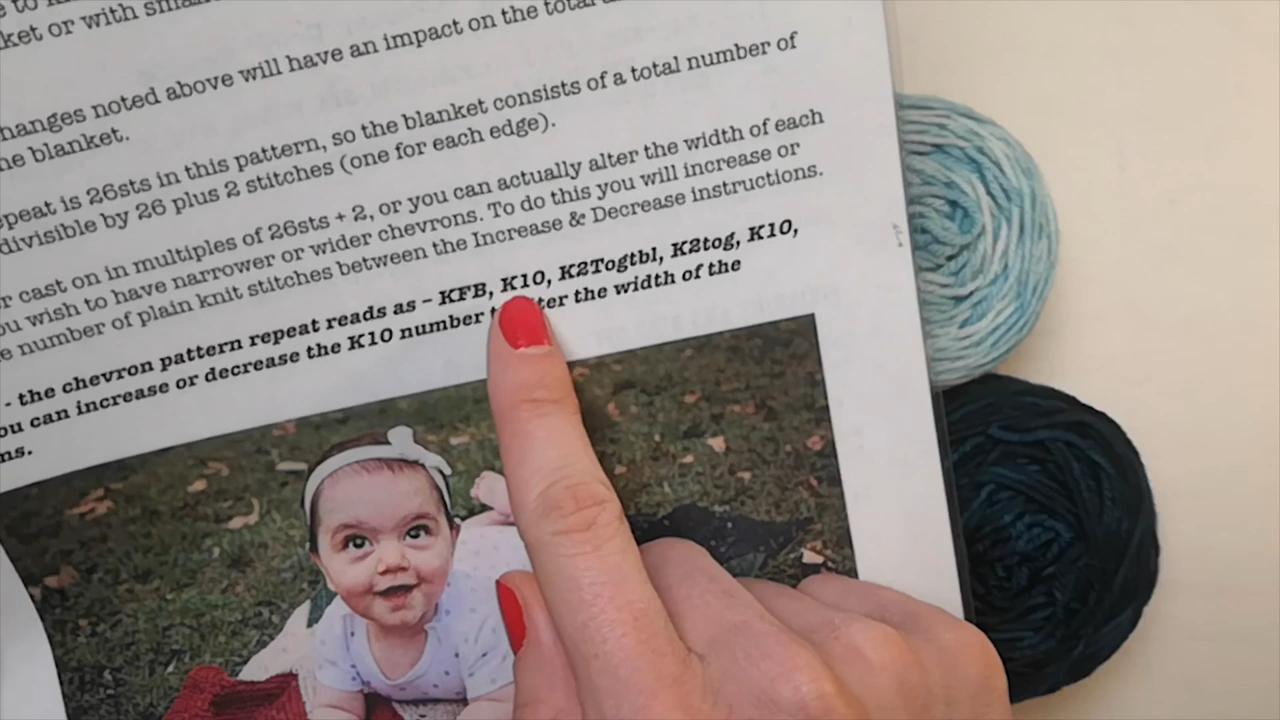 ket or with
hanges noted above will have an impact on the total
he blanket.
epeat is 26sts in this pattern, so the blanket consists of a total number of
divisible by 26 plus 2 stitches (one for each edge).
r cast on in multiples of 26sts + 2, or you can actually alter the width of each
ou wish to have narrower or wider chevrons. To do this you will increase or
e number of plain knit stitches between the Increase & Decrease instructions.
- the chevron pattern repeat reads as – KFB, K10, K2Togtbl, K2tog, K10,
ou can increase or decrease the K10 number the width of the
ns.